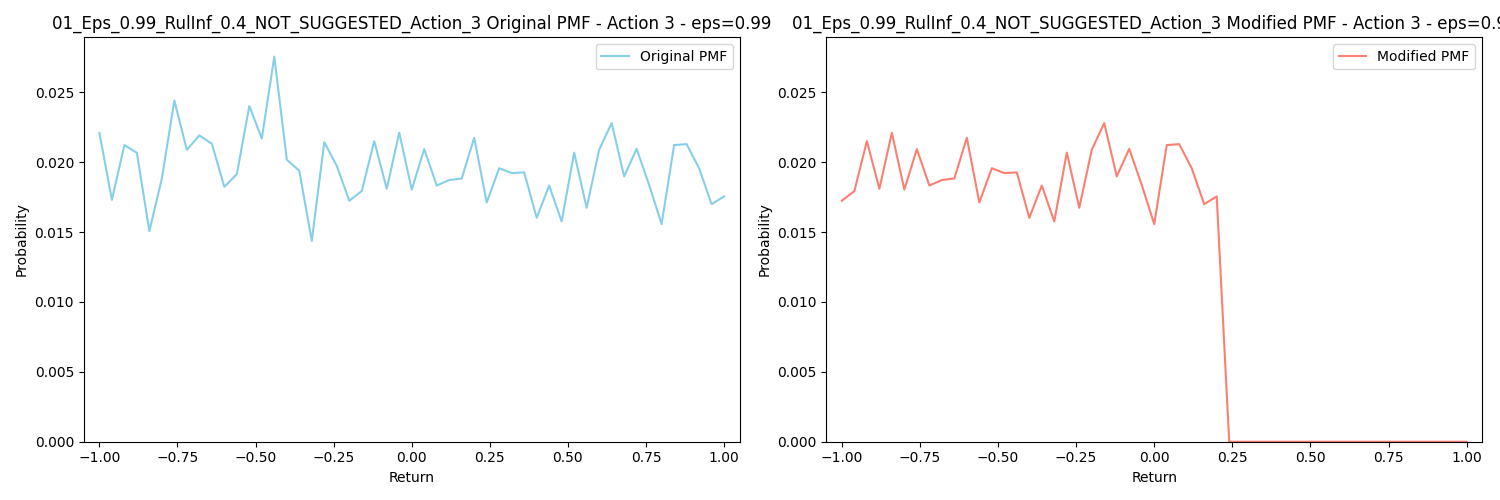 01_Eps_0.99_RulInf_0.4_NOT_SUGGESTED_Action_3 Original PMF - Action 3 - eps=0.99
Original PMF
0.025
0.020
0.015
0.010
0.005
0.000
Probability
−1.00 −0.75 −0.50 −0.25 0.00 0.25 0.50 0.75 1.00
Return
01_Eps_0.99_RulInf_0.4_NOT_SUGGESTED_Action_3 Modified PMF - Action 3 - eps=0.9
Modified PMF
0.025
0.020
0.015
0.010
0.005
0.000
Probability
−1.00 −0.75 −0.50 −0.25 0.00 0.25 0.50 0.75 1.00
Return